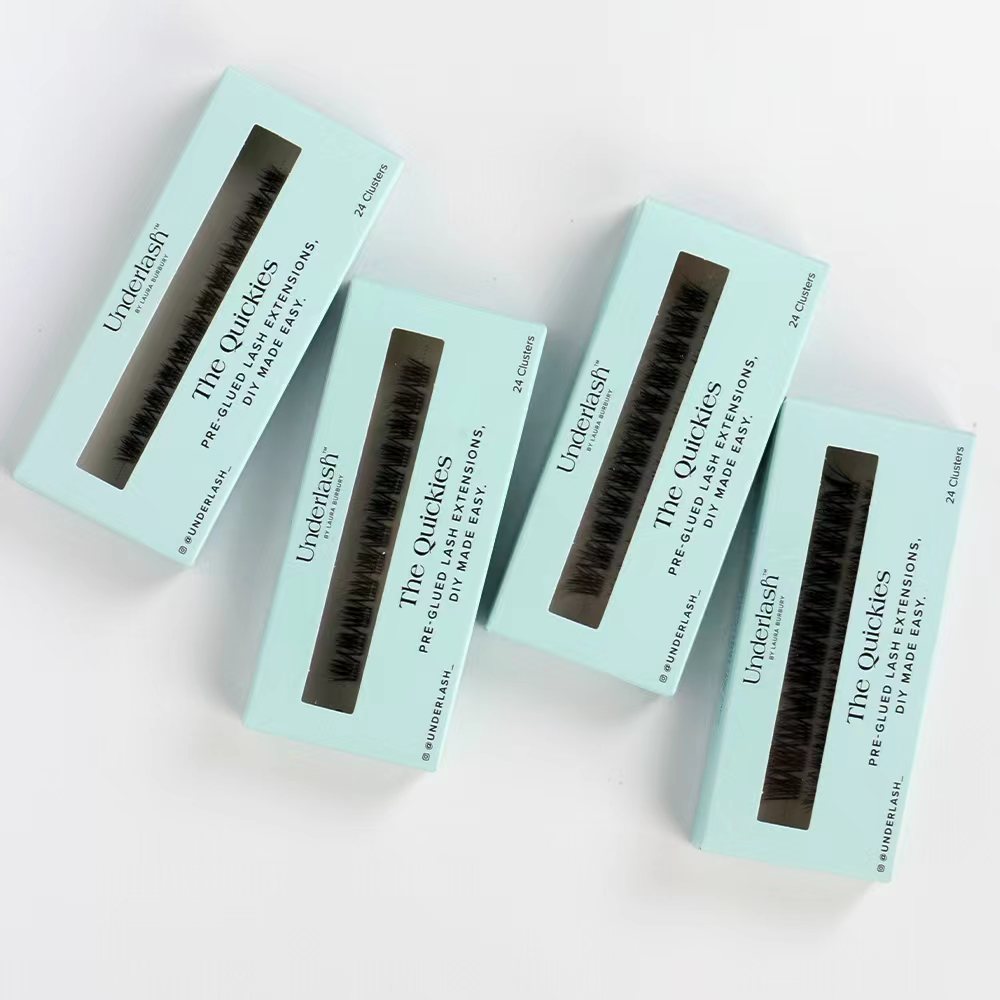 Underlash™
BY LAURA BURBURY
The Quickies
PRE-GLUED LASH EXTENSIONS,
DIY MADE EASY.
24 Clusters
@UNDERLASH_
Underlash™
BY LAURA BURBURY
The Quickies
PRE-GLUED LASH EXTENSIONS,
DIY MADE EASY.
24 Clusters
@UNDERLASH_
Underlash™
BY LAURA BURBURY
The Quickies
PRE-GLUED LASH EXTENSIONS,
DIY MADE EASY.
24 Clusters
@UNDERLASH_
Underlash™
BY LAURA BURBURY
The Quickies
PRE-GLUED LASH EXTENSIONS,
DIY MADE EASY.
24 Clusters
@UNDERLASH_